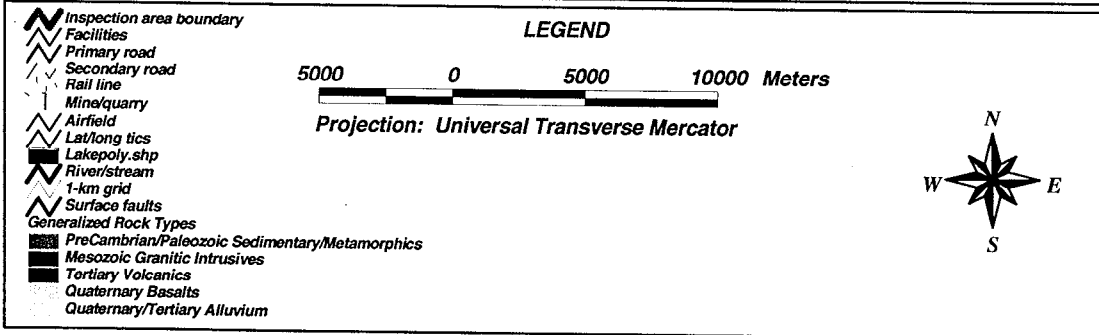 LEGEND
Inspection area boundary
Facilities
Primary road
Secondary road
Rail line
Mine/quarry
Airfield
Lat/long tics
Lakepoly.shp
River/stream
1-km grid
Surface faults
Generalized Rock Types
PreCambrian/Paleozoic Sedimentary/Metamorphics
Mesozoic Granitic Intrusives
Tertiary Volcanics
Quaternary Basalts
Quaternary/Tertiary Alluvium
5000 0 5000 10000 Meters
Projection: Universal Transverse Mercator
N
W E
S